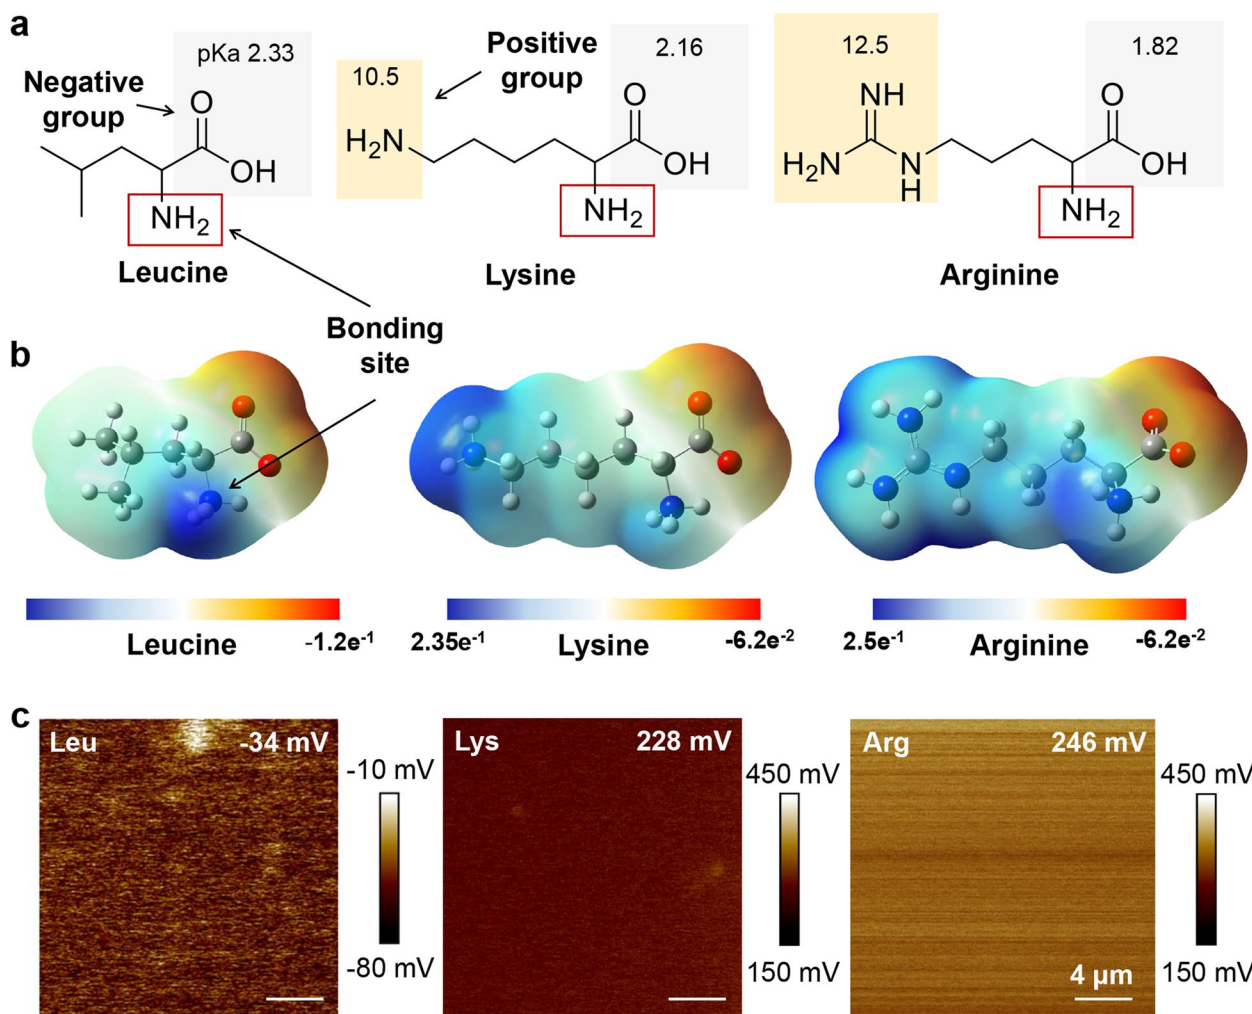 a
pKa 2.33
Negative
group
O
OH
NH2
Leucine
10.5
Positive
group
2.16
H2N
O
OH
NH2
Lysine
12.5
1.82
NH
H2N
N
H
O
OH
NH2
Arginine
Bonding
site
b
Leucine
-1.2e-1
2.35e-1
Lysine
-6.2e-2
2.5e-1
Arginine
-6.2e-2
c
Leu
-34 mV
-10 mV
-80 mV
Lys
228 mV
450 mV
150 mV
Arg
246 mV
4 μm
450 mV
150 mV